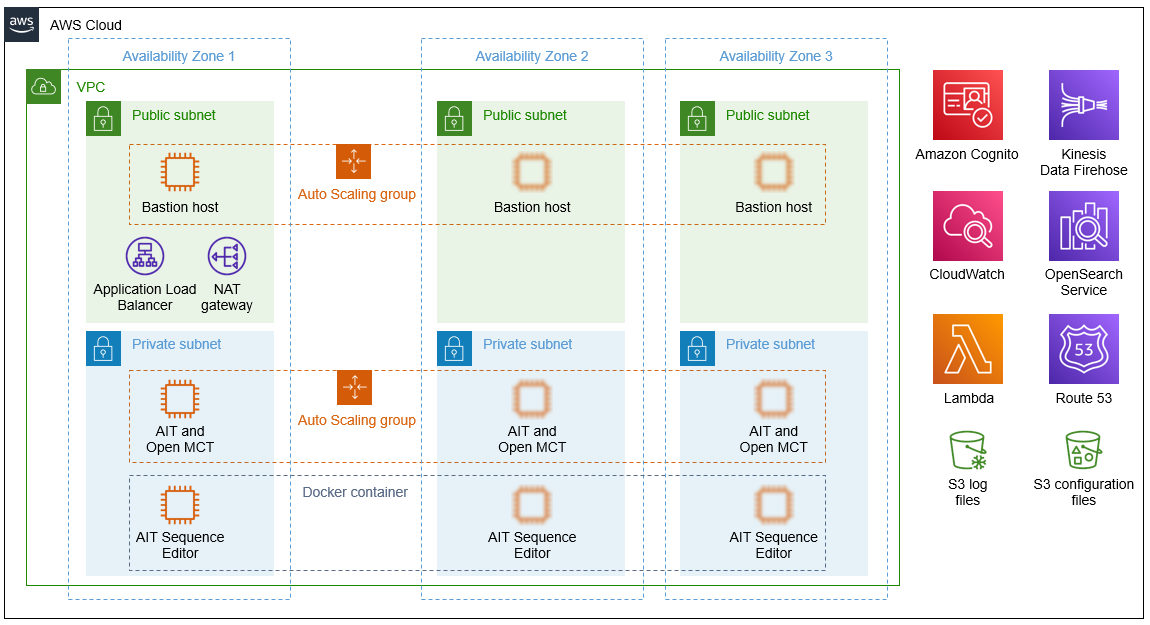 aws
AWS Cloud
Availability Zone 1
Availability Zone 2
Availability Zone 3
VPC
Public subnet
Public subnet
Public subnet
Auto Scaling group
Bastion host
Bastion host
Bastion host
Application Load
Balancer
NAT
gateway
Private subnet
Private subnet
Private subnet
Auto Scaling group
AIT and
Open MCT
AIT and
Open MCT
AIT and
Open MCT
Docker container
AIT Sequence
Editor
AIT Sequence
Editor
AIT Sequence
Editor
Amazon Cognito
Kinesis
Data Firehose
CloudWatch
OpenSearch
Service
Lambda
53
Route 53
S3 log
files
S3 configuration
files